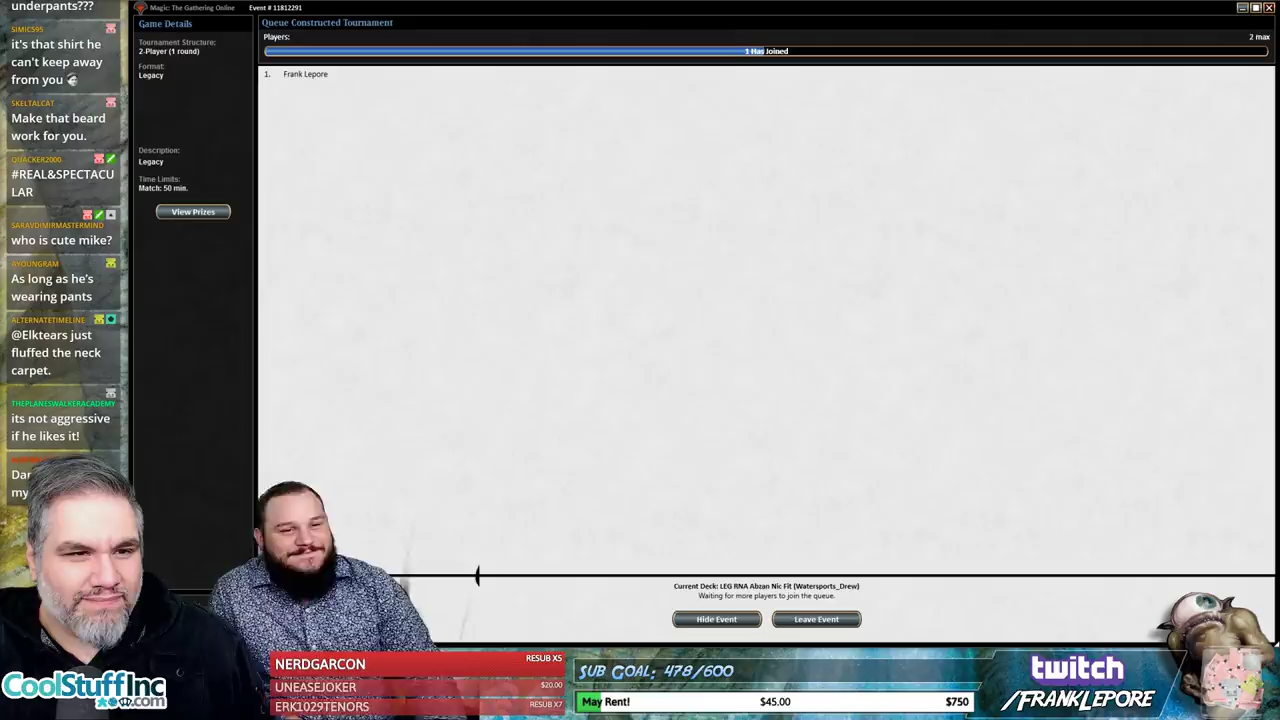 underpants???
SIMIC595
it's that shirt he
can't keep away
from you
SKELTALCAT
Make that beard
work for you.
QUACKER2000
#REAL&SPECTACU
LAR
SARAVDIMIRMASTERMIND
who is cute mike?
AYOUNGRAM
As long as he's
wearing pants
ALTERNATETIMELINE
@Elktears just
fluffed the neck
carpet.
THEPLANESWALKERACADEMY
its not aggressive
if he likes it!
my
Magic: The Gathering Online Event # 11812291
Game Details
Tournament Structure:
2-Player (1 round)
Format:
Legacy
Description:
Legacy
Time Limits:
Match: 50 min.
View Prizes
Queue Constructed Tournament
Players: 2 max
1 Has Joined
1. Frank Lepore
Current Deck: LEG RNA Abzan Nic Fit (Watersports_Drew)
Waiting for more players to join the queue.
Hide Event Leave Event
CoolStuffInc
.com
NERDGARCON RESUB X5
UNEASEJOKER $20.00
ERK1029TENORS RESUB X7
SUB GOAL: 478/600
May Rent! $45.00 $750
twitch
/FRANKLEPORE